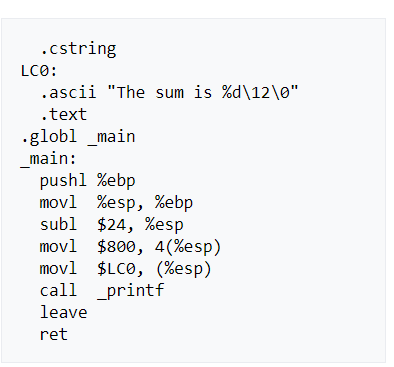 .cstring
LC0:
.ascii "The sum is %d\12\0"
.text
.globl _main
_main:
pushl %ebp
movl %esp, %ebp
subl $24, %esp
movl $800, 4(%esp)
movl $LC0, (%esp)
call _printf
leave
ret